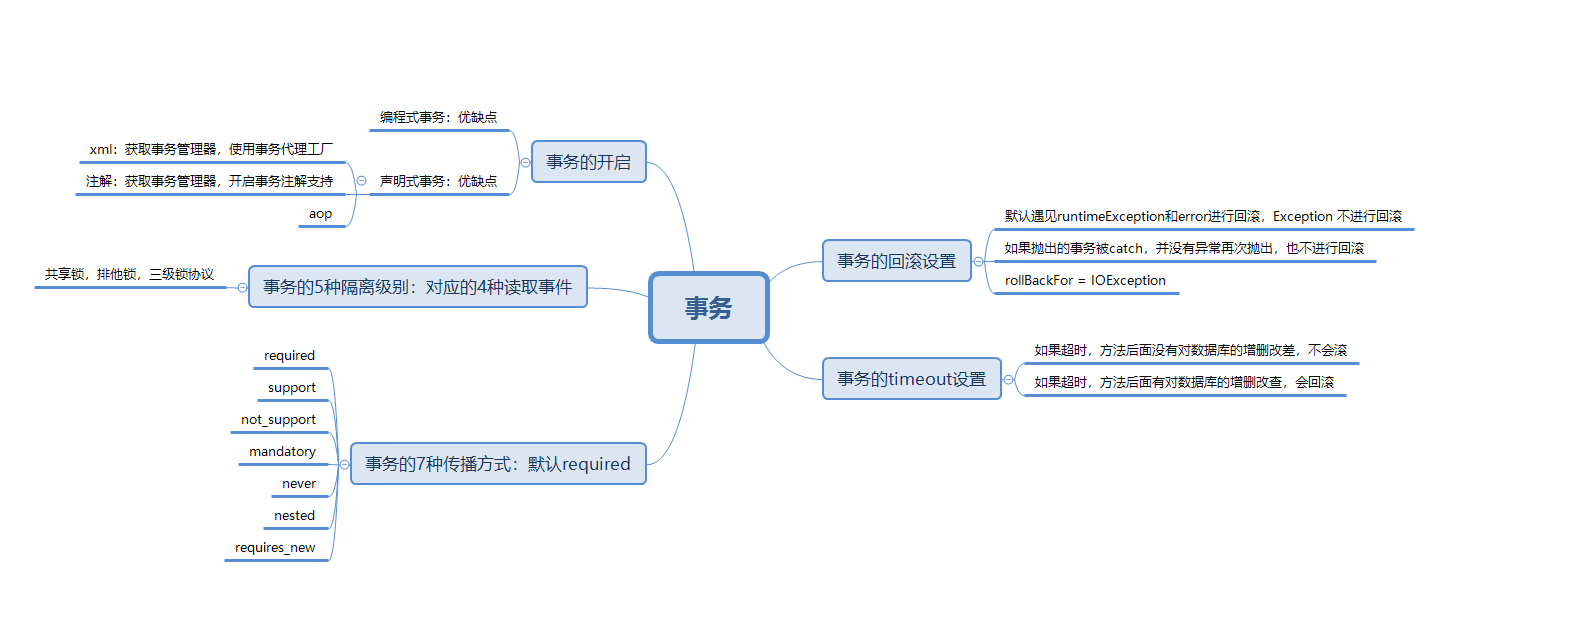 事务
事务的开启
编程式事务：优缺点
声明式事务：优缺点
xml：获取事务管理器，使用事务代理工厂
注解：获取事务管理器，开启事务注解支持
aop
事务的5种隔离级别：对应的4种读取事件
共享锁，排他锁，三级锁协议
事务的7种传播方式：默认required
required
support
not_support
mandatory
never
nested
requires_new
事务的回滚设置
默认遇见runtimeException和error进行回滚，Exception 不进行回滚
如果抛出的事务被catch，并没有异常再次抛出，也不进行回滚
rollBackFor = IOException
事务的timeout设置
如果超时，方法后面没有对数据库的增删改差，不会滚
如果超时，方法后面有对数据库的增删改查，会回滚